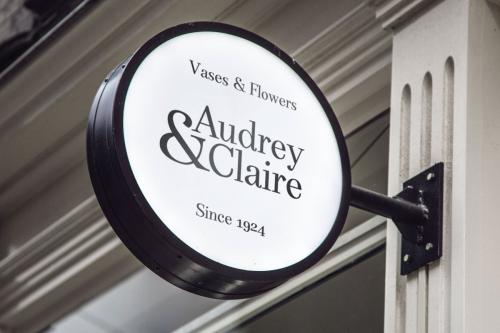 Vases & Flowers
Audrey
& Claire
Since 1924